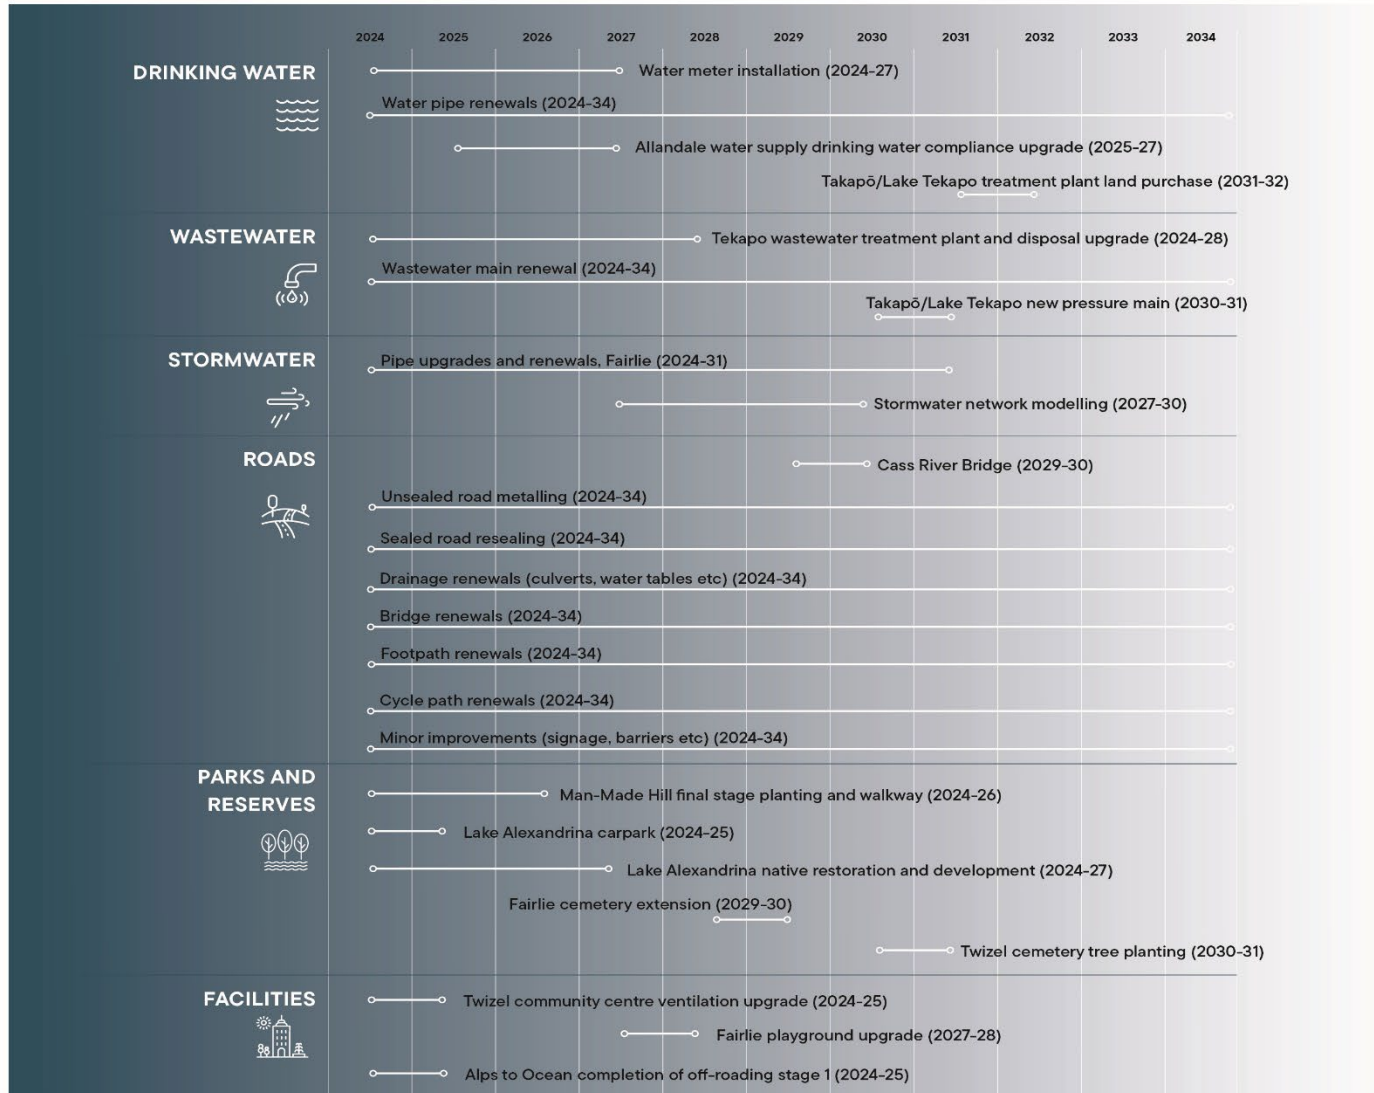 2024 2025 2026 2027 2028 2029 2030 2031 2032 2033 2034
DRINKING WATER
Water meter installation (2024-27)
Water pipe renewals (2024-34)
Allandale water supply drinking water compliance upgrade (2025-27)
Takapō/Lake Tekapo treatment plant land purchase (2031-32)
WASTEWATER
Tekapo wastewater treatment plant and disposal upgrade (2024-28)
Wastewater main renewal (2024-34)
Takapō/Lake Tekapo new pressure main (2030-31)
STORMWATER
Pipe upgrades and renewals, Fairlie (2024-31)
Stormwater network modelling (2027-30)
ROADS
Cass River Bridge (2029-30)
Unsealed road metalling (2024-34)
Sealed road resealing (2024-34)
Drainage renewals (culverts, water tables etc) (2024-34)
Bridge renewals (2024-34)
Footpath renewals (2024-34)
Cycle path renewals (2024-34)
Minor improvements (signage, barriers etc) (2024-34)
PARKS AND
RESERVES
Man-Made Hill final stage planting and walkway (2024-26)
Lake Alexandrina carpark (2024-25)
Lake Alexandrina native restoration and development (2024-27)
Fairlie cemetery extension (2029-30)
Twizel cemetery tree planting (2030-31)
FACILITIES
Twizel community centre ventilation upgrade (2024-25)
Fairlie playground upgrade (2027-28)
Alps to Ocean completion of off-roading stage 1 (2024-25)